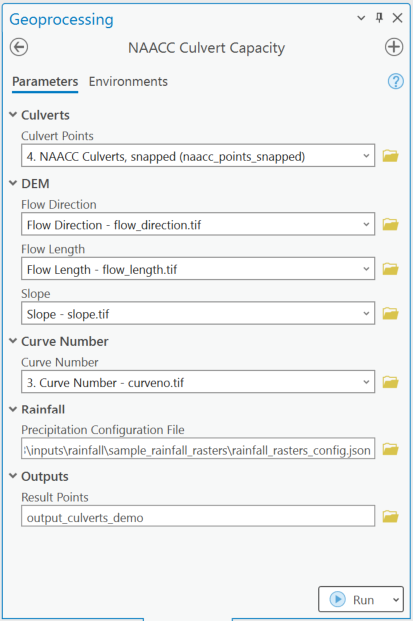 Geoprocessing
NAACC Culvert Capacity
Parameters Environments
Culverts
Culvert Points
4. NAACC Culverts, snapped (naacc_points_snapped)
DEM
Flow Direction
Flow Direction - flow_direction.tif
Flow Length
Flow Length - flow_length.tif
Slope
Slope - slope.tif
Curve Number
Curve Number
3. Curve Number - curveno.tif
Rainfall
Precipitation Configuration File
:\inputs\rainfall\sample_rainfall_rasters\rainfall_rasters_config.json
Outputs
Result Points
output_culverts_demo
Run